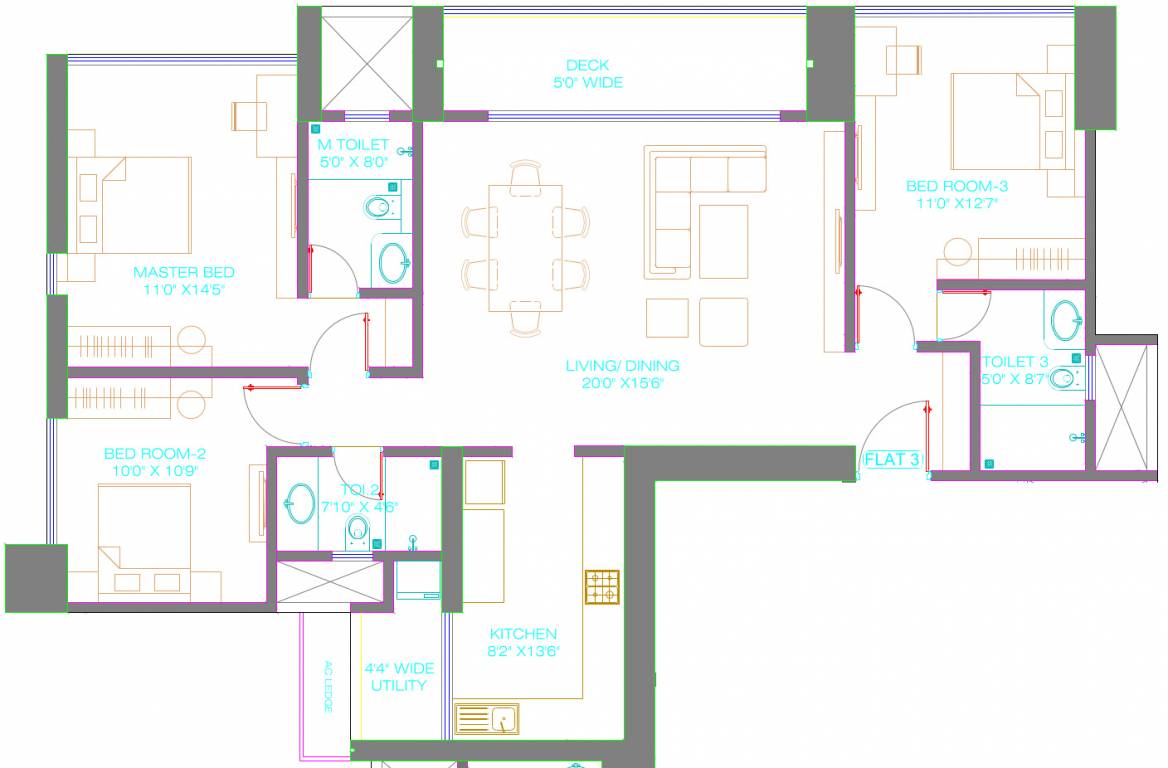 DECK
5'0" WIDE
M.TOILET
5'0" X 8'0"
BED ROOM-3
11'0" X12'7"
MASTER BED
11'0" X14'5"
LIVING/ DINING
20'0" X15'6"
TOILET 3
5'0" X 8'7"
BED ROOM-2
10'0" X 10'9"
FLAT 3
TOI.2
7'10" X 4'6"
KITCHEN
8'2" X13'6"
4'4" WIDE
UTILITY
AC LEDGE